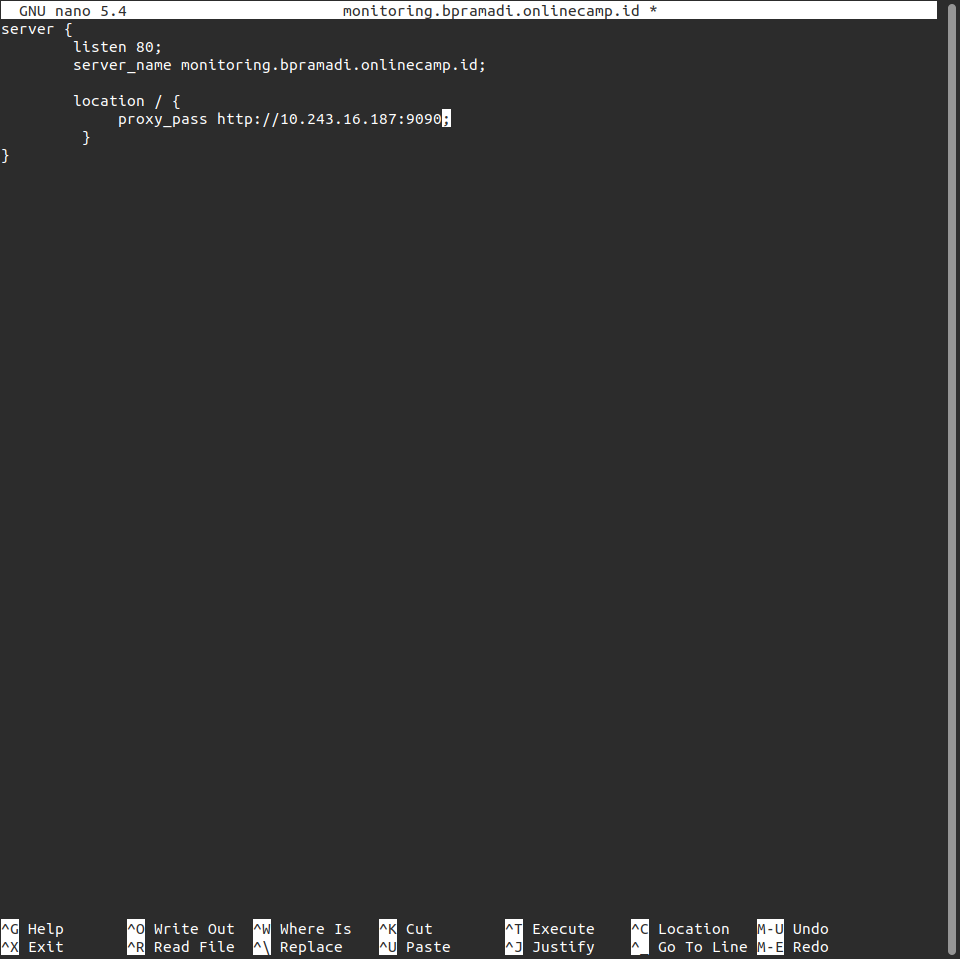 GNU nano 5.4 monitoring.bpramadi.onlinecamp.id *
server {
listen 80;
server_name monitoring.bpramadi.onlinecamp.id;
location / {
proxy_pass http://10.243.16.187:9090;
}
}
^G Help ^O Write Out ^W Where Is ^K Cut ^T Execute ^C Location M-U Undo
^X Exit ^R Read File ^\ Replace ^U Paste ^J Justify ^_ Go To Line M-E Redo